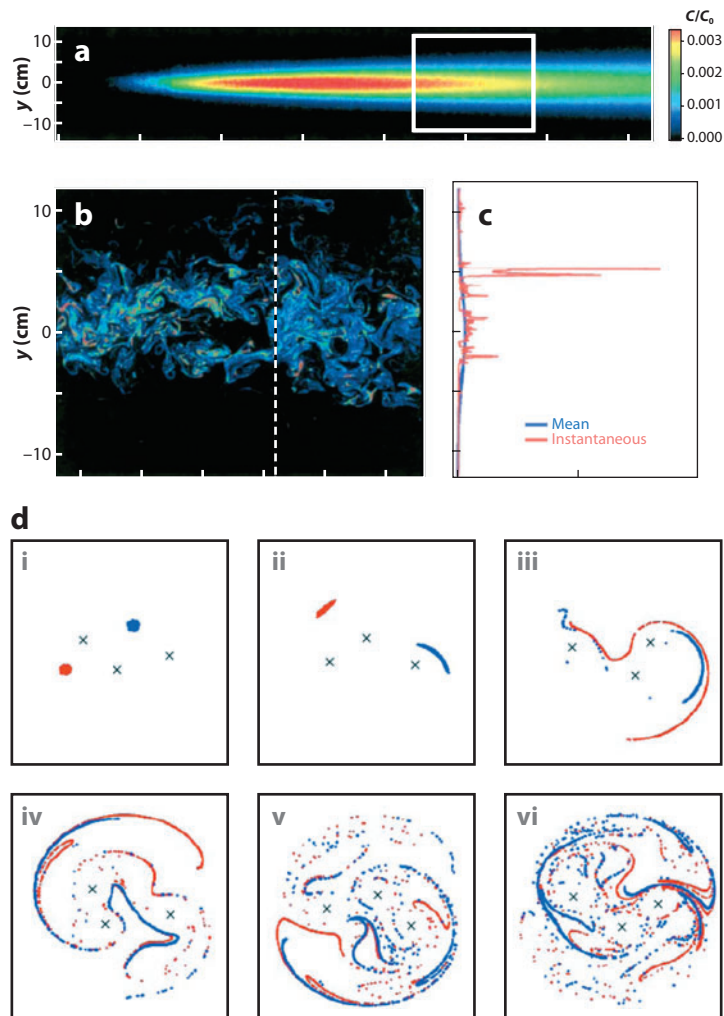 C/C₀
a
y (cm)
10
0
−10
0.003
0.002
0.001
0.000
b
y (cm)
10
0
−10
c
Mean
Instantaneous
d
i
ii
iii
iv
v
vi